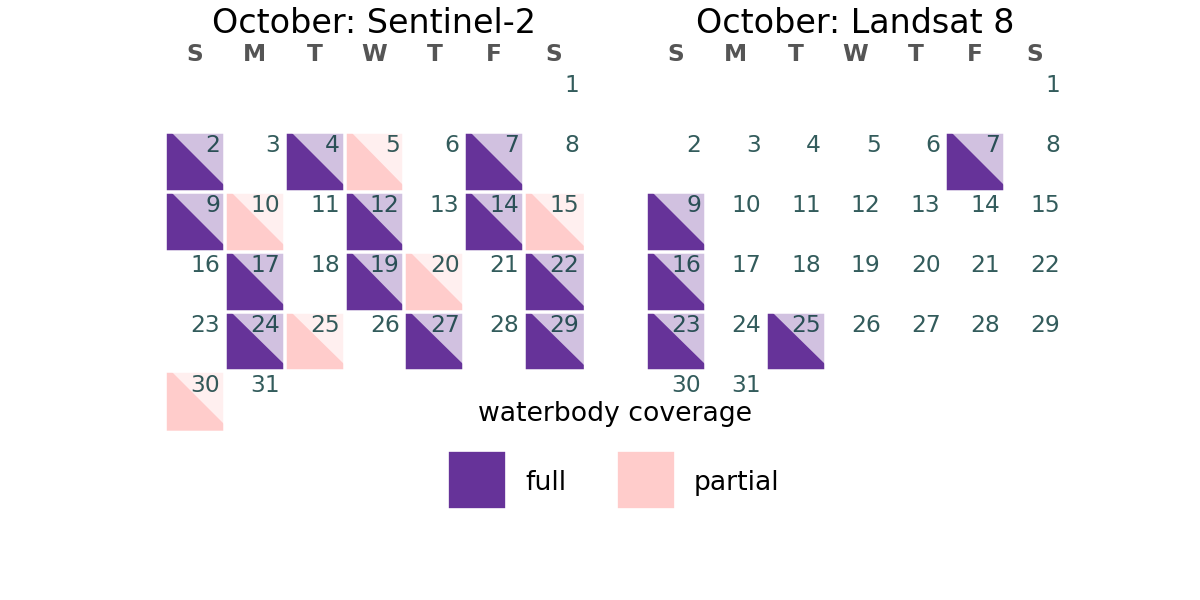 October: Sentinel-2
S M T W T F S
1
2 3 4 5 6 7 8
9 10 11 12 13 14 15
16 17 18 19 20 21 22
23 24 25 26 27 28 29
30 31
October: Landsat 8
S M T W T F S
1
2 3 4 5 6 7 8
9 10 11 12 13 14 15
16 17 18 19 20 21 22
23 24 25 26 27 28 29
30 31
waterbody coverage
full
partial